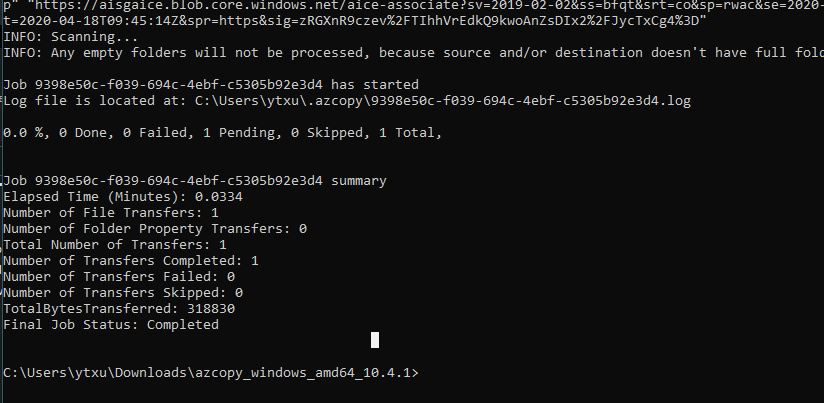 p" "https://aisgaice.blob.core.windows.net/aice-associate?sv=2019-02-02&ss=bfqt&srt=co&sp=rwac&se=2020-
t=2020-04-18T09:45:14Z&spr=https&sig=zRGXnR9czev%2FTIhhVrEdkQ9kwoAnZsDIx2%2FJycTxCg4%3D"
INFO: Scanning...
INFO: Any empty folders will not be processed, because source and/or destination doesn't have full fold
Job 9398e50c-f039-694c-4ebf-c5305b92e3d4 has started
Log file is located at: C:\Users\ytxu\.azcopy\9398e50c-f039-694c-4ebf-c5305b92e3d4.log
0.0 %, 0 Done, 0 Failed, 1 Pending, 0 Skipped, 1 Total,
Job 9398e50c-f039-694c-4ebf-c5305b92e3d4 summary
Elapsed Time (Minutes): 0.0334
Number of File Transfers: 1
Number of Folder Property Transfers: 0
Total Number of Transfers: 1
Number of Transfers Completed: 1
Number of Transfers Failed: 0
Number of Transfers Skipped: 0
TotalBytesTransferred: 318830
Final Job Status: Completed
C:\Users\ytxu\Downloads\azcopy_windows_amd64_10.4.1>